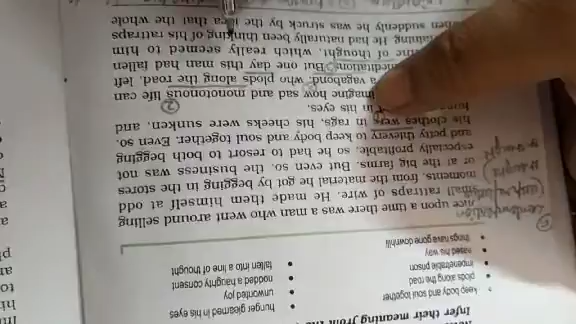 Infer their meaning from the
keep body and soul together
plods along the road
impenetrable prison
eased his way
things have gone downhill
hunger gleamed in his eyes
unwonted joy
nodded a haughty consent
fallen into a line of thought
nce upon a time there was a man who went around selling
small rattraps of wire. He made them himself at odd
moments, from the material he got by begging in the stores
or at the big farms. But even so, the business was not
especially profitable, so he had to resort to both begging
and petty thievery to keep body and soul together. Even so,
his clothes were in rags, his cheeks were sunken, and
in his eyes.
imagine how sad and monotonous life can
a vagabond, who plods along the road, left
meditation. But one day this man had fallen
of thought, which really seemed to him
He had naturally been thinking of his rattraps
when suddenly he was struck by the idea that the whole